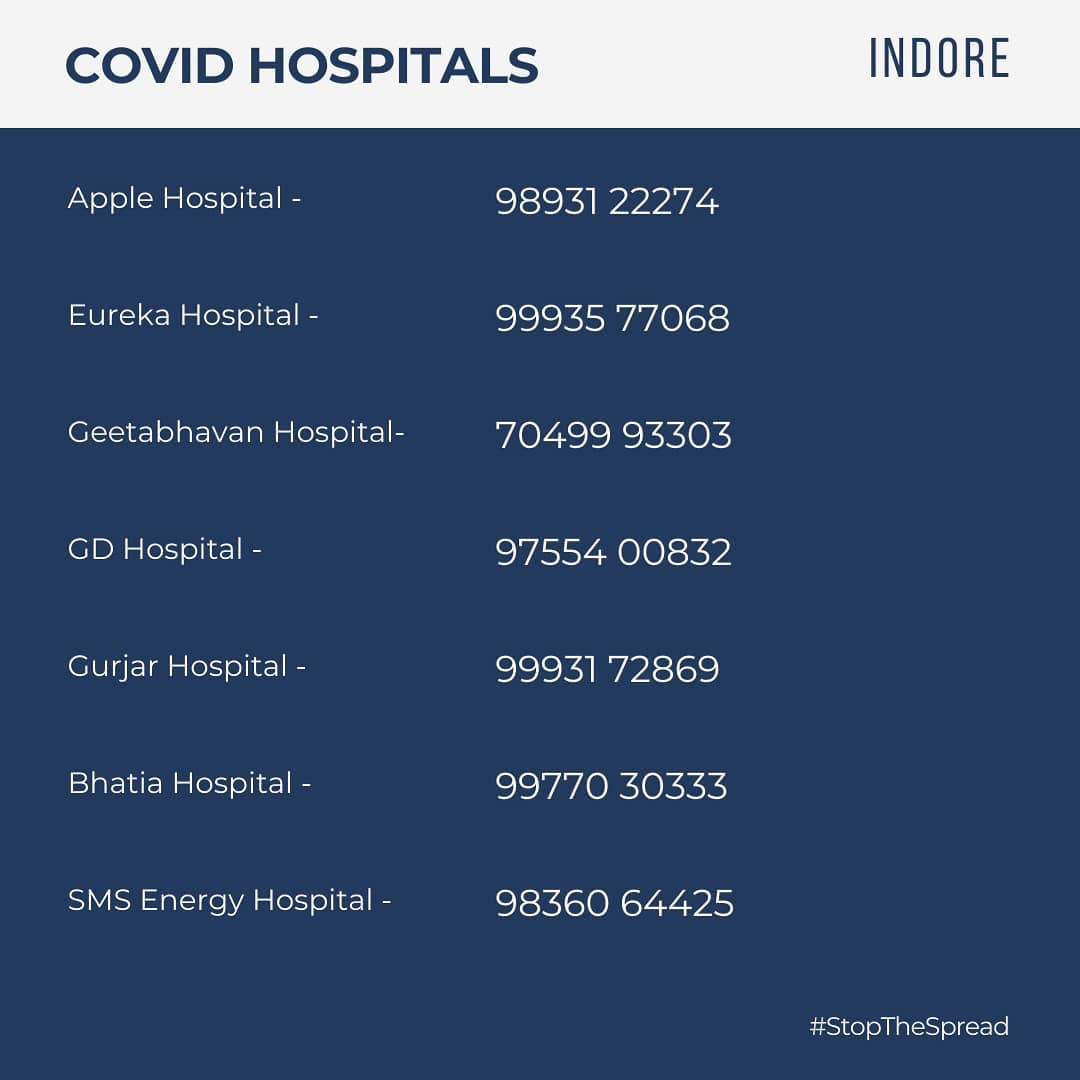 COVID HOSPITALS
INDORE
Apple Hospital - 98931 22274
Eureka Hospital - 99935 77068
Geetabhavan Hospital- 70499 93303
GD Hospital - 97554 00832
Gurjar Hospital - 99931 72869
Bhatia Hospital - 99770 30333
SMS Energy Hospital - 98360 64425
#StopTheSpread